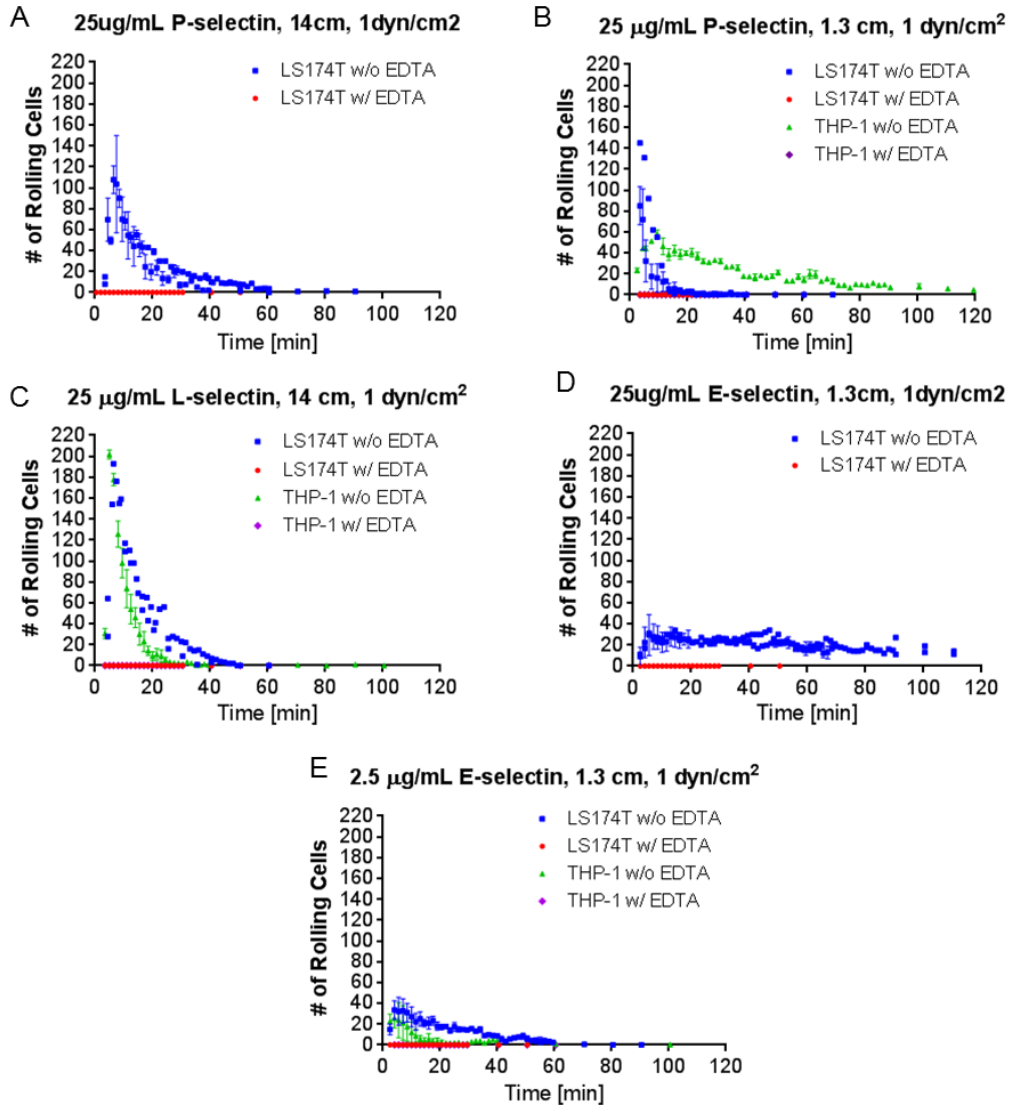 A
25ug/mL P-selectin, 14cm, 1dyn/cm2
# of Rolling Cells
220
200
180
160
140
120
100
80
60
40
20
0
LS174T w/o EDTA
LS174T w/ EDTA
0 20 40 60 80 100 120
Time [min]
B
25 μg/mL P-selectin, 1.3 cm, 1 dyn/cm²
# of Rolling Cells
220
200
180
160
140
120
100
80
60
40
20
0
LS174T w/o EDTA
LS174T w/ EDTA
THP-1 w/o EDTA
THP-1 w/ EDTA
0 20 40 60 80 100 120
Time [min]
C
25 μg/mL L-selectin, 14 cm, 1 dyn/cm²
# of Rolling Cells
220
200
180
160
140
120
100
80
60
40
20
0
LS174T w/o EDTA
LS174T w/ EDTA
THP-1 w/o EDTA
THP-1 w/ EDTA
0 20 40 60 80 100 120
Time [min]
D
25ug/mL E-selectin, 1.3cm, 1dyn/cm2
# of Rolling Cells
220
200
180
160
140
120
100
80
60
40
20
0
LS174T w/o EDTA
LS174T w/ EDTA
0 20 40 60 80 100 120
Time [min]
E
2.5 μg/mL E-selectin, 1.3 cm, 1 dyn/cm²
# of Rolling Cells
220
200
180
160
140
120
100
80
60
40
20
0
LS174T w/o EDTA
LS174T w/ EDTA
THP-1 w/o EDTA
THP-1 w/ EDTA
0 20 40 60 80 100 120
Time [min]